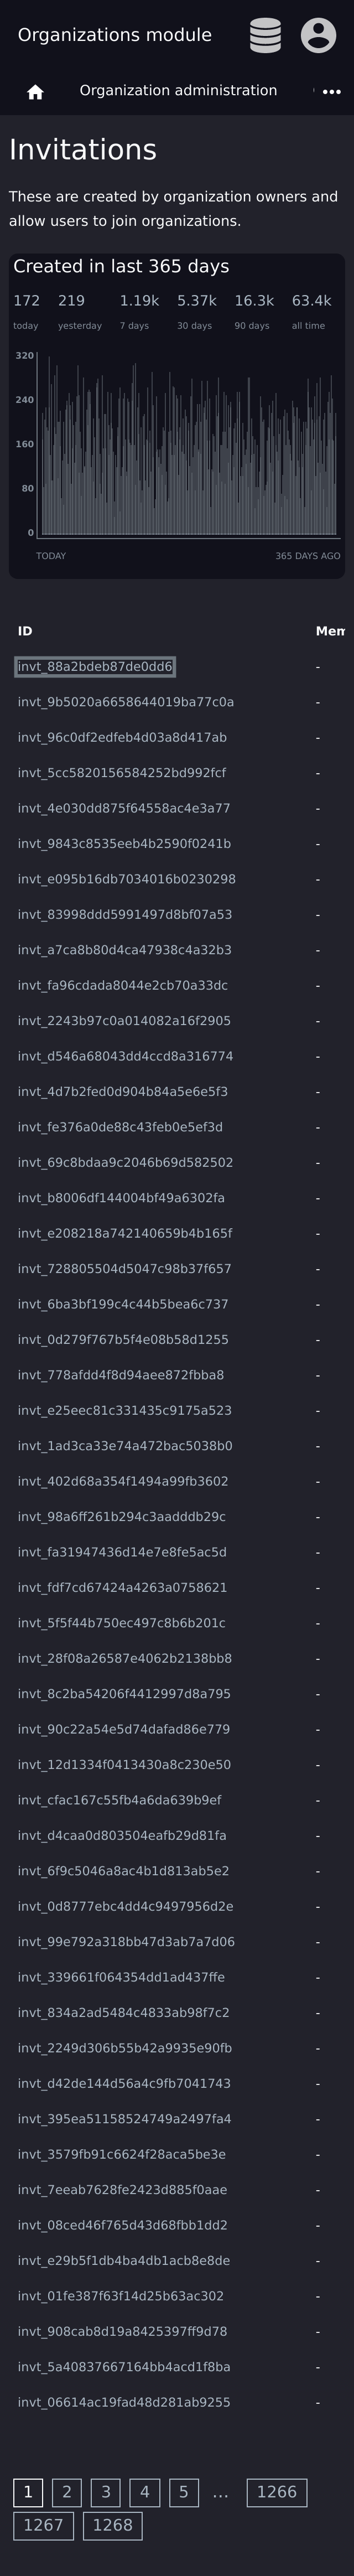 Organizations module
Organization administration
Invitations
These are created by organization owners and
allow users to join organizations.
Created in last 365 days
172 219 1.19k 5.37k 16.3k 63.4k
today yesterday 7 days 30 days 90 days all time
320
240
160
80
0
TODAY 365 DAYS AGO
ID Mem
invt_88a2bdeb87de0dd6 -
invt_9b5020a6658644019ba77c0a -
invt_96c0df2edfeb4d03a8d417ab -
invt_5cc5820156584252bd992fcf -
invt_4e030dd875f64558ac4e3a77 -
invt_9843c8535eeb4b2590f0241b -
invt_e095b16db7034016b0230298 -
invt_83998ddd5991497d8bf07a53 -
invt_a7ca8b80d4ca47938c4a32b3 -
invt_fa96cdada8044e2cb70a33dc -
invt_2243b97c0a014082a16f2905 -
invt_d546a68043dd4ccd8a316774 -
invt_4d7b2fed0d904b84a5e6e5f3 -
invt_fe376a0de88c43feb0e5ef3d -
invt_69c8bdaa9c2046b69d582502 -
invt_b8006df144004bf49a6302fa -
invt_e208218a742140659b4b165f -
invt_728805504d5047c98b37f657 -
invt_6ba3bf199c4c44b5bea6c737 -
invt_0d279f767b5f4e08b58d1255 -
invt_778afdd4f8d94aee872fbba8 -
invt_e25eec81c331435c9175a523 -
invt_1ad3ca33e74a472bac5038b0 -
invt_402d68a354f1494a99fb3602 -
invt_98a6ff261b294c3aadddb29c -
invt_fa31947436d14e7e8fe5ac5d -
invt_fdf7cd67424a4263a0758621 -
invt_5f5f44b750ec497c8b6b201c -
invt_28f08a26587e4062b2138bb8 -
invt_8c2ba54206f4412997d8a795 -
invt_90c22a54e5d74dafad86e779 -
invt_12d1334f0413430a8c230e50 -
invt_cfac167c55fb4a6da639b9ef -
invt_d4caa0d803504eafb29d81fa -
invt_6f9c5046a8ac4b1d813ab5e2 -
invt_0d8777ebc4dd4c9497956d2e -
invt_99e792a318bb47d3ab7a7d06 -
invt_339661f064354dd1ad437ffe -
invt_834a2ad5484c4833ab98f7c2 -
invt_2249d306b55b42a9935e90fb -
invt_d42de144d56a4c9fb7041743 -
invt_395ea51158524749a2497fa4 -
invt_3579fb91c6624f28aca5be3e -
invt_7eeab7628fe2423d885f0aae -
invt_08ced46f765d43d68fbb1dd2 -
invt_e29b5f1db4ba4db1acb8e8de -
invt_01fe387f63f14d25b63ac302 -
invt_908cab8d19a8425397ff9d78 -
invt_5a40837667164bb4acd1f8ba -
invt_06614ac19fad48d281ab9255 -
1 2 3 4 5 ... 1266
1267 1268